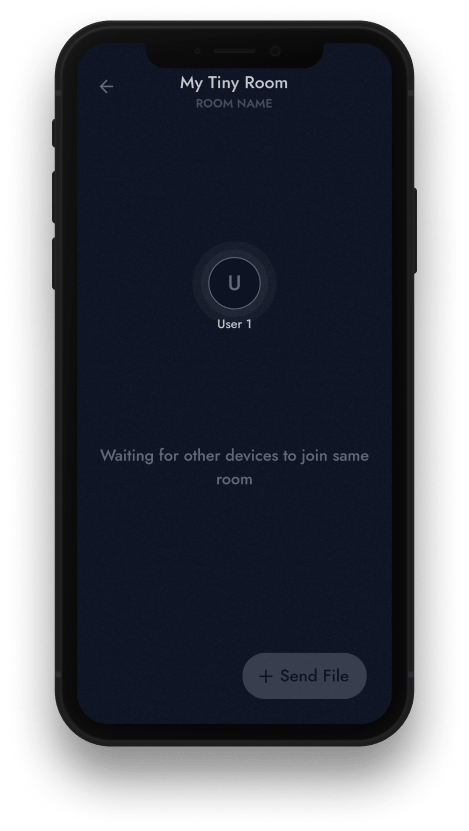 My Tiny Room
ROOM NAME
U
User 1
Waiting for other devices to join same
room
+ Send File